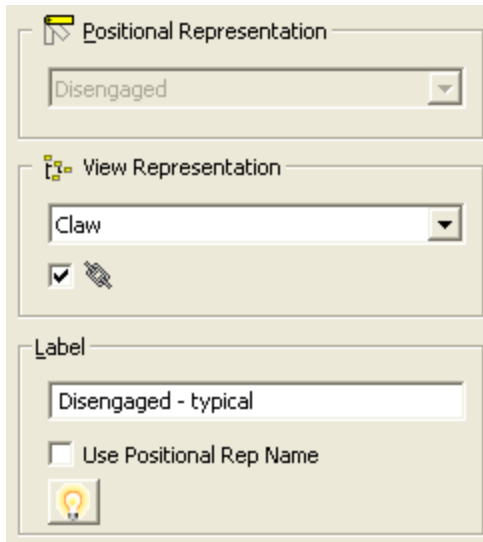 Positional Representation
Disengaged
View Representation
Claw
Label
Disengaged - typical
Use Positional Rep Name